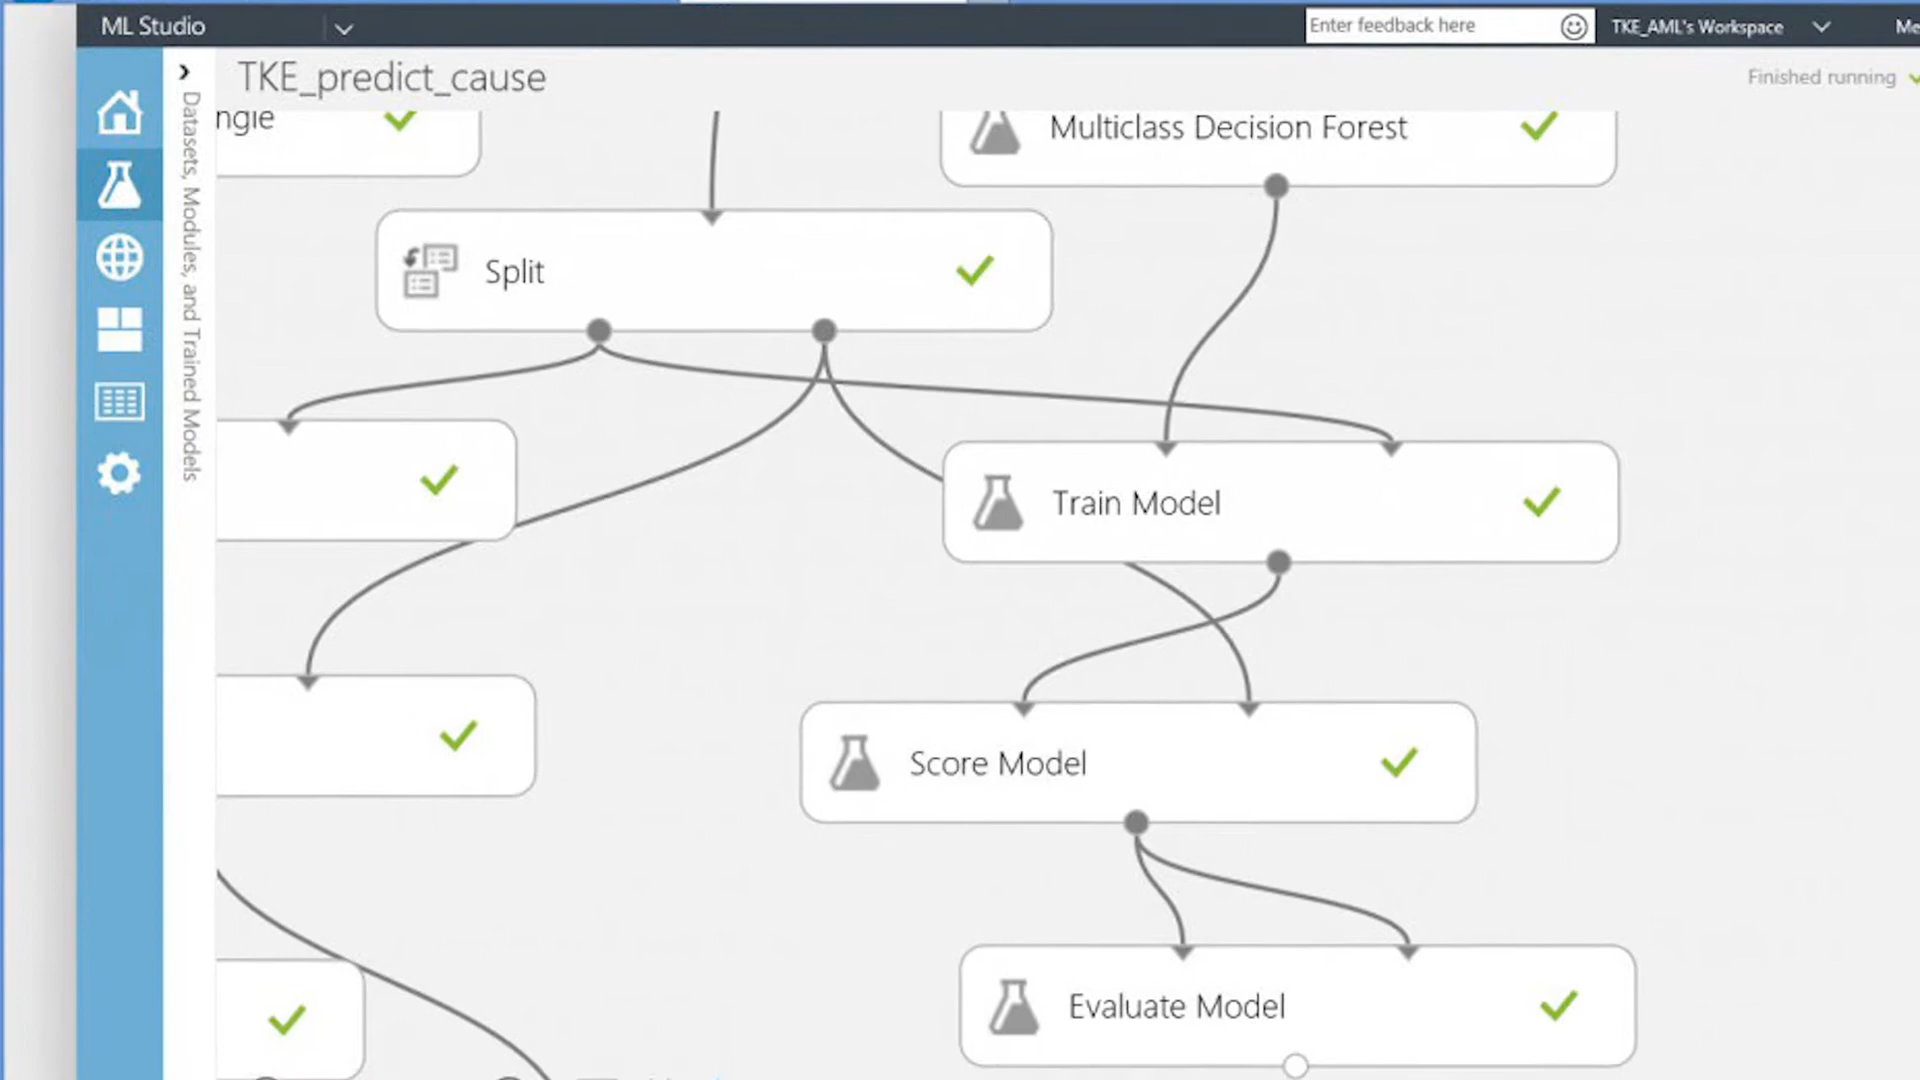 ML Studio
Enter feedback here
TKE_AML's Workspace
TKE_predict_cause
Finished running
Datasets, Modules, and Trained Models
Multiclass Decision Forest
Split
Train Model
Score Model
Evaluate Model